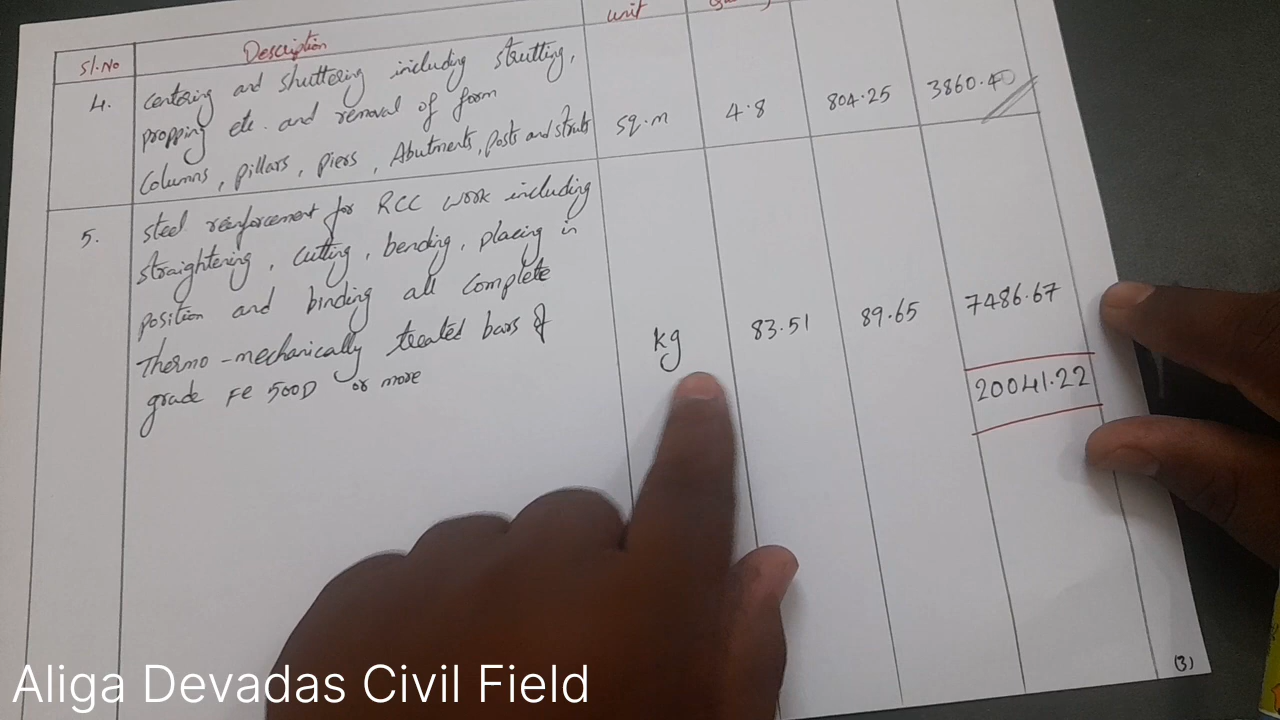 Sl.No Description unit
4. Centering and shuttering including strutting,
propping etc. and removal of form
Columns, pillars, piers, Abutments, posts and struts
sq.m 4.8 804.25 3860.40
5. steel reinforcement for RCC work including
straightening, cutting, bending, placing in
position and binding all complete
Thermo-mechanically treated bars of
grade Fe 500D or more
kg 83.51 89.65 7486.67
20041.22
(3)
Aliga Devadas Civil Field